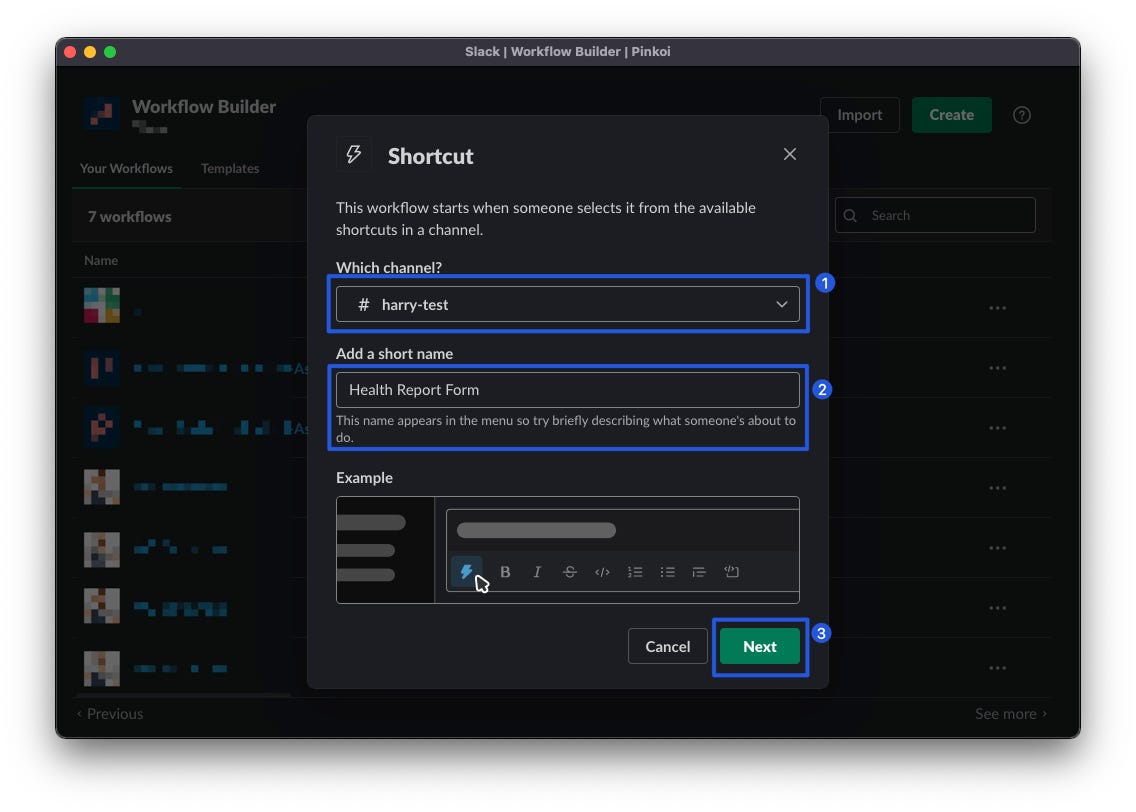 Slack | Workflow Builder | Pinkoi
Workflow Builder
Import
Create
?
Your Workflows
Templates
7 workflows
Search
Name
As
As
Shortcut
This workflow starts when someone selects it from the available
shortcuts in a channel.
Which channel?
1
# harry-test
Add a short name
2
Health Report Form
This name appears in the menu so try briefly describing what someone's about to
do.
Example
B I S </>
Cancel
Next
3
‹ Previous
See more ›